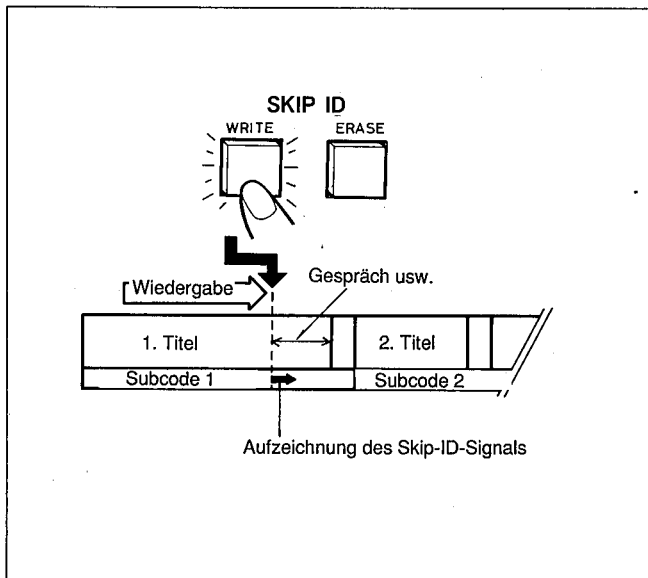 SKIP ID
WRITE ERASE
Wiedergabe
Gespräch usw.
1. Titel 2. Titel
Subcode 1 Subcode 2
Aufzeichnung des Skip-ID-Signals